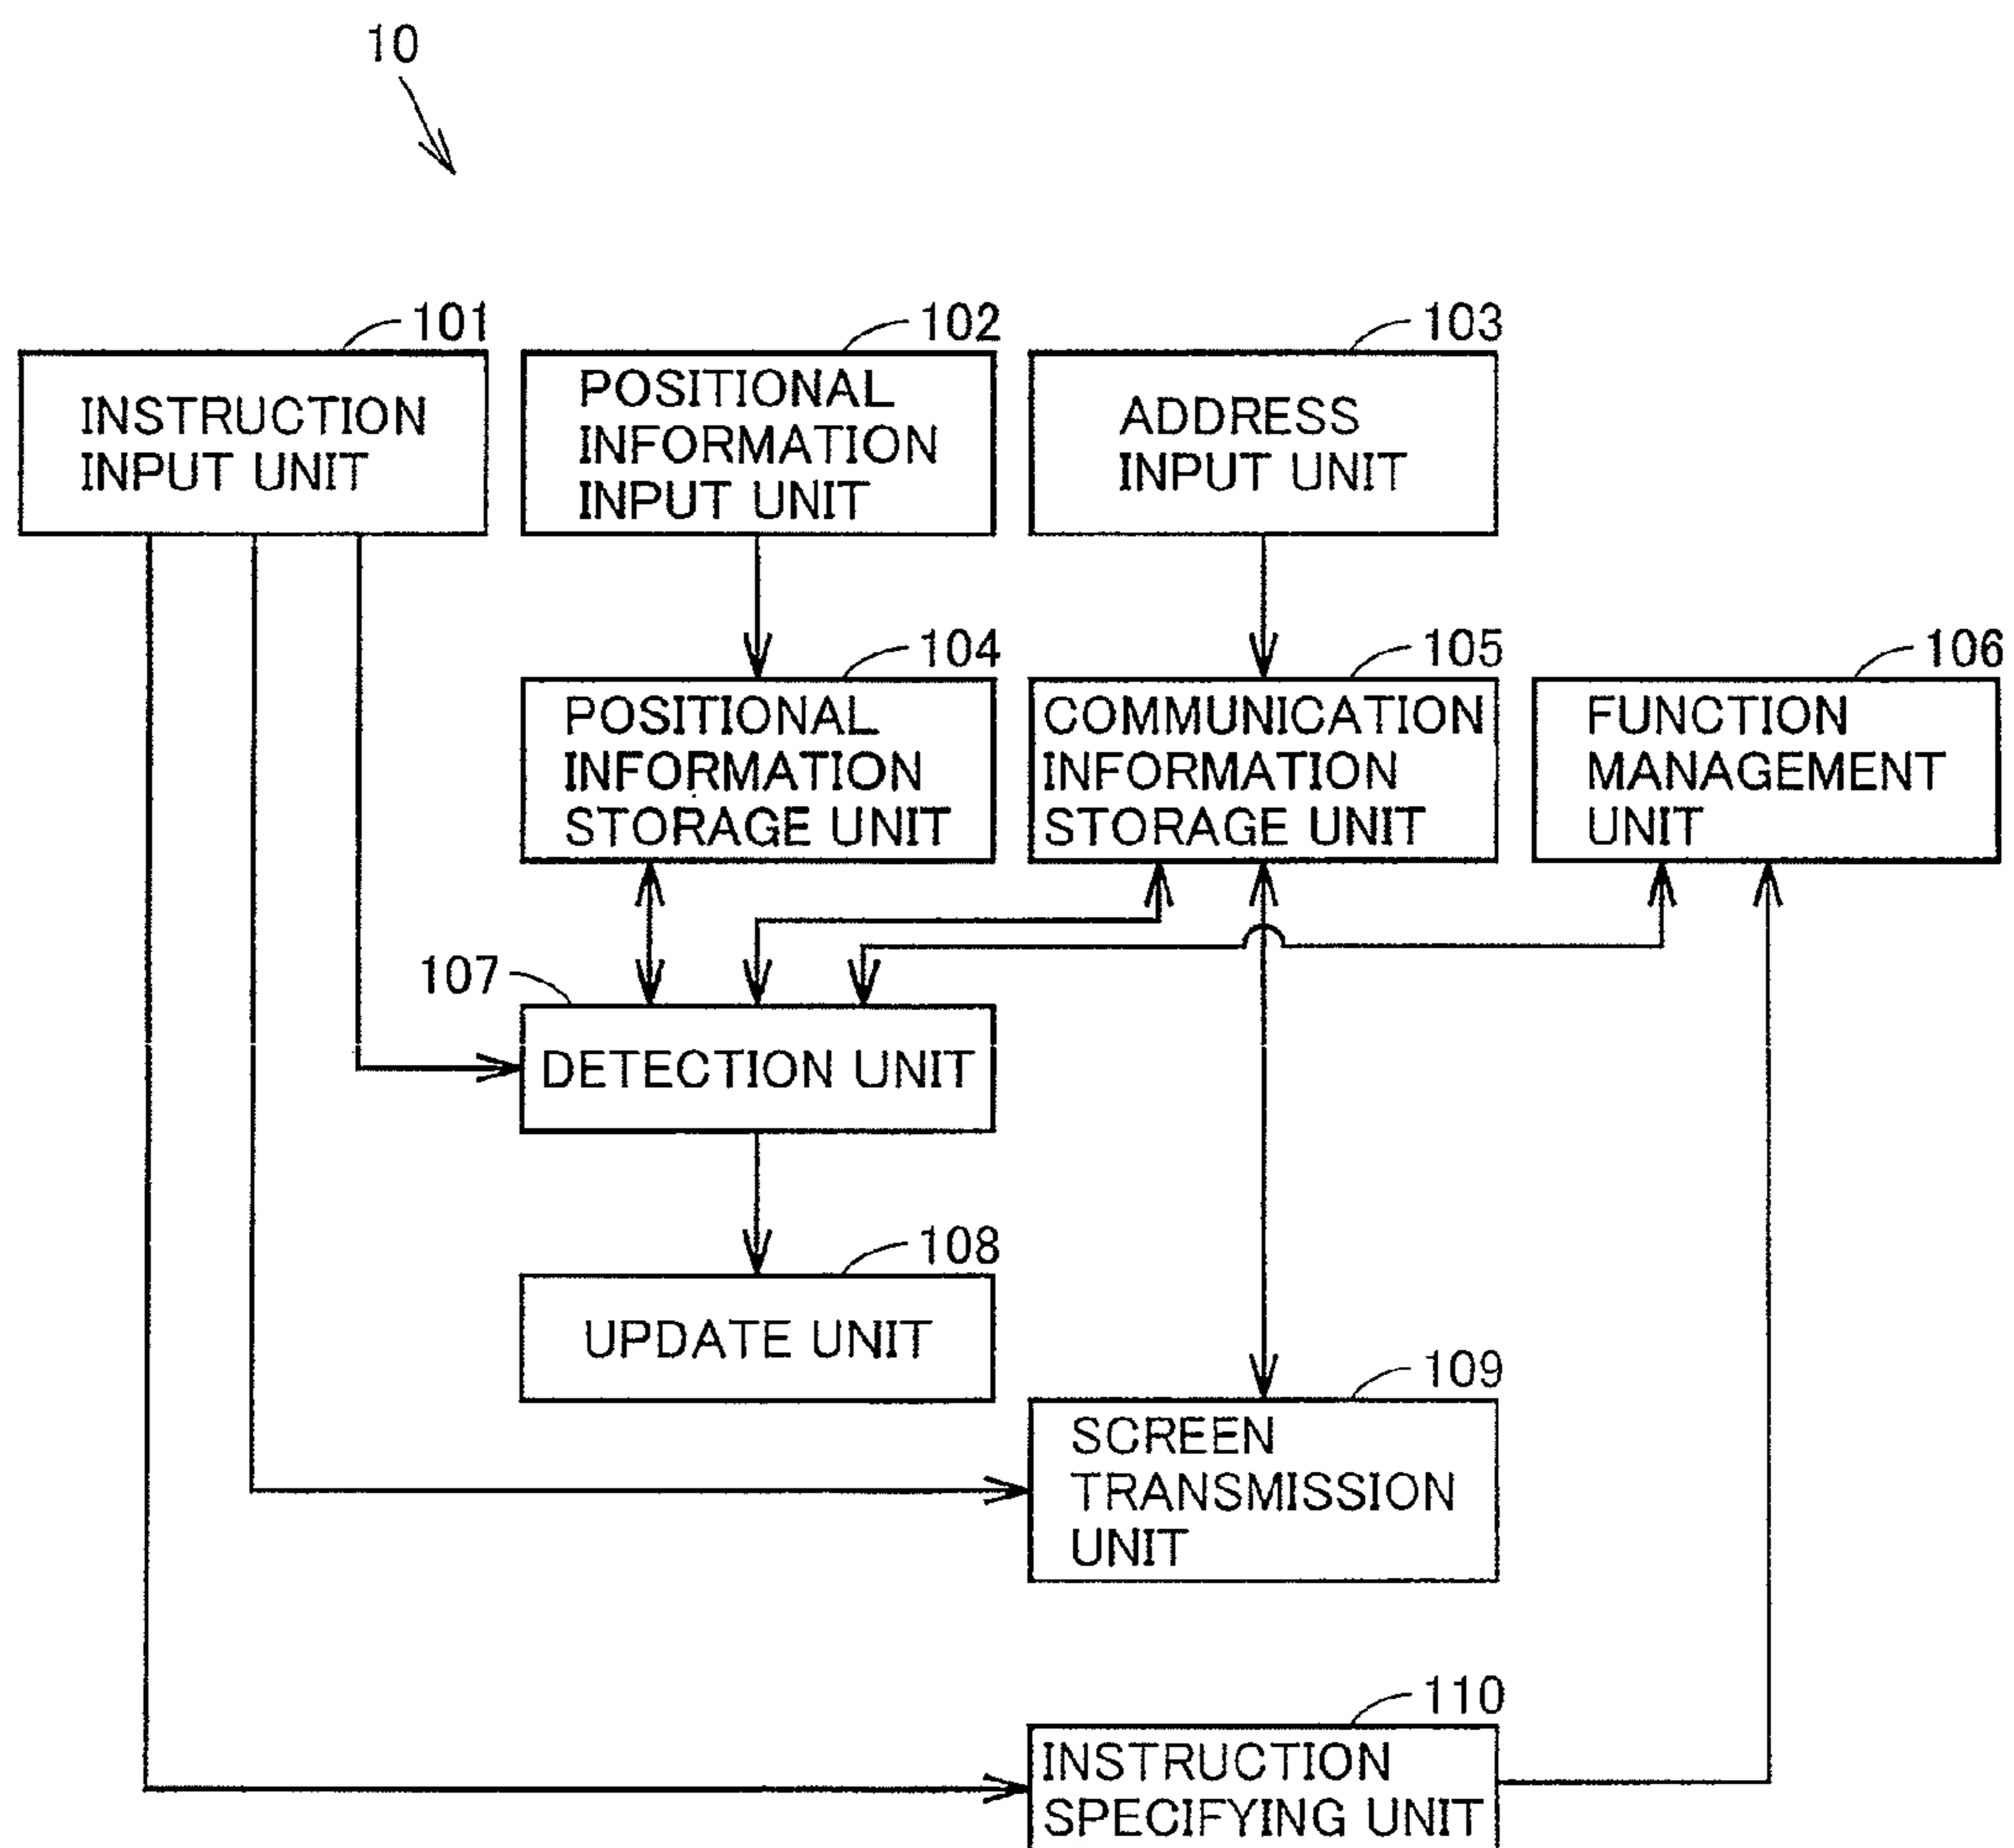 10
101
INSTRUCTION
INPUT UNIT
102
POSITIONAL
INFORMATION
INPUT UNIT
103
ADDRESS
INPUT UNIT
104
POSITIONAL
INFORMATION
STORAGE UNIT
105
COMMUNICATION
INFORMATION
STORAGE UNIT
106
FUNCTION
MANAGEMENT
UNIT
107
DETECTION UNIT
108
UPDATE UNIT
109
SCREEN
TRANSMISSION
UNIT
110
INSTRUCTION
SPECIFYING UNIT